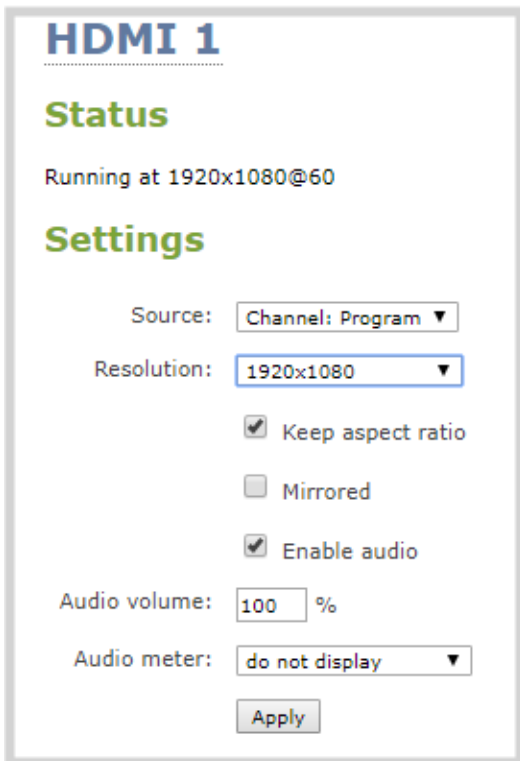 HDMI 1
Status
Running at 1920x1080@60
Settings
Source: Channel: Program
Resolution: 1920x1080
Keep aspect ratio
Mirrored
Enable audio
Audio volume: 100 %
Audio meter: do not display
Apply